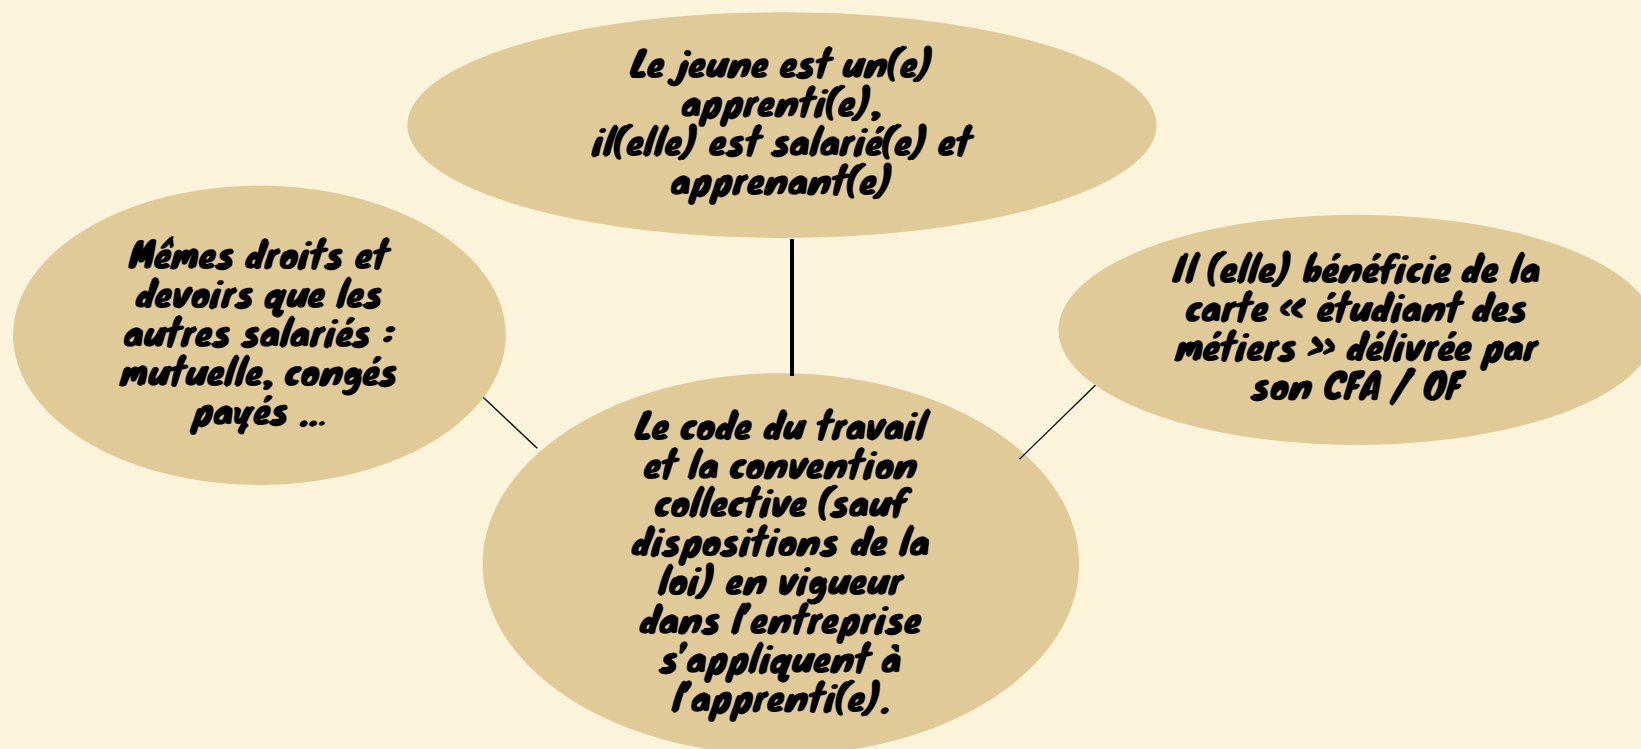 Le jeune est un(e)
apprenti(e),
il(elle) est salarié(e) et
apprenant(e)
Mêmes droits et
devoirs que les
autres salariés :
mutuelle, congés
payés ...
Il (elle) bénéficie de la
carte « étudiant des
métiers » délivrée par
son CFA / OF
Le code du travail
et la convention
collective (sauf
dispositions de la
loi) en vigueur
dans l'entreprise
s'appliquent à
l'apprenti(e).